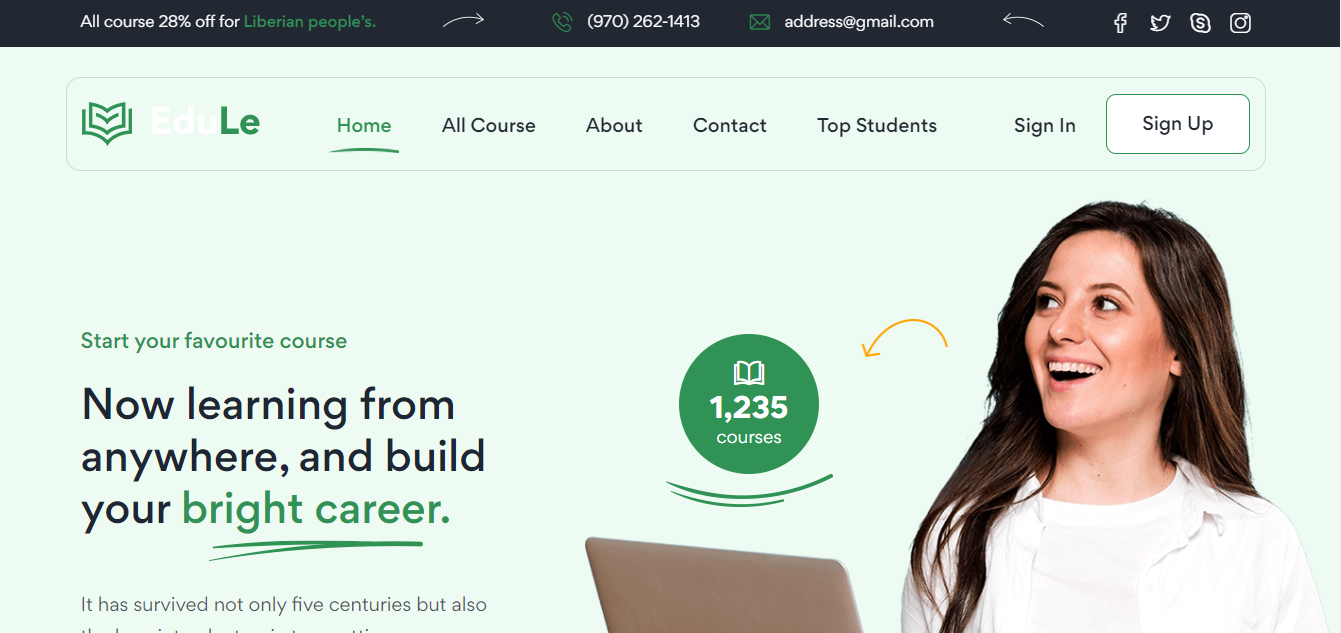 All course 28% off for Liberian people's.
(970) 262-1413
address@gmail.com
EduLe
Home
All Course
About
Contact
Top Students
Sign In
Sign Up
Start your favourite course
Now learning from
anywhere, and build
your bright career.
1,235
courses
It has survived not only five centuries but also